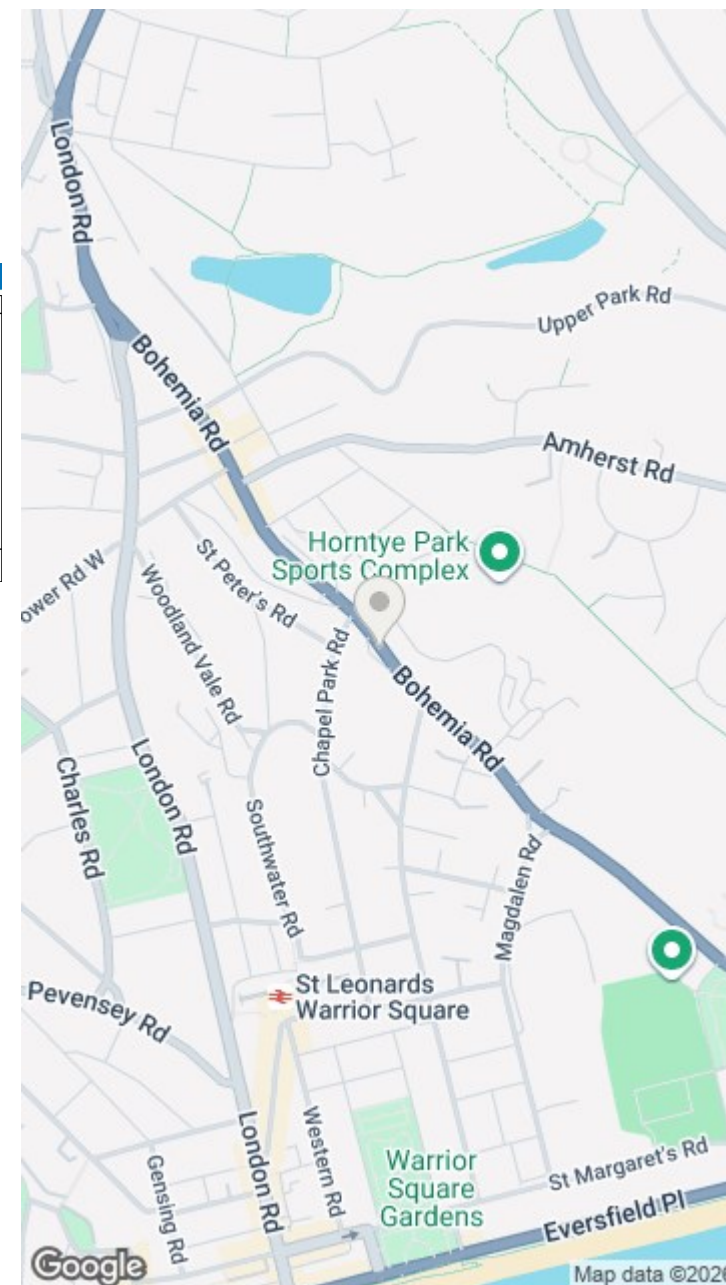 London Rd
Bohemia Rd
Upper Park Rd
Amherst Rd
Horntye Park
Sports Complex
St Peter's Rd
ower Rd W
Woodland Vale Rd
Chapel Park Rd
Bohemia Rd
London Rd
Charles Rd
Southwater Rd
Magdalen Rd
St Leonards
Warrior Square
Pevensey Rd
Western Rd
London Rd
Gensing Rd
Warrior
Square
Gardens
St Margaret's Rd
Eversfield Pl
Google
Map data ©2026